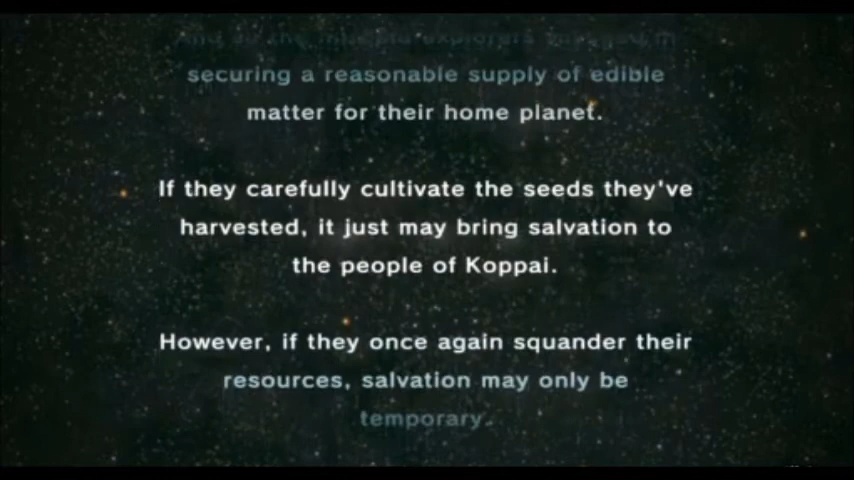 securing a reasonable supply of edible
matter for their home planet.
If they carefully cultivate the seeds they've
harvested, it just may bring salvation to
the people of Koppai.
However, if they once again squander their
resources, salvation may only be
temporary.